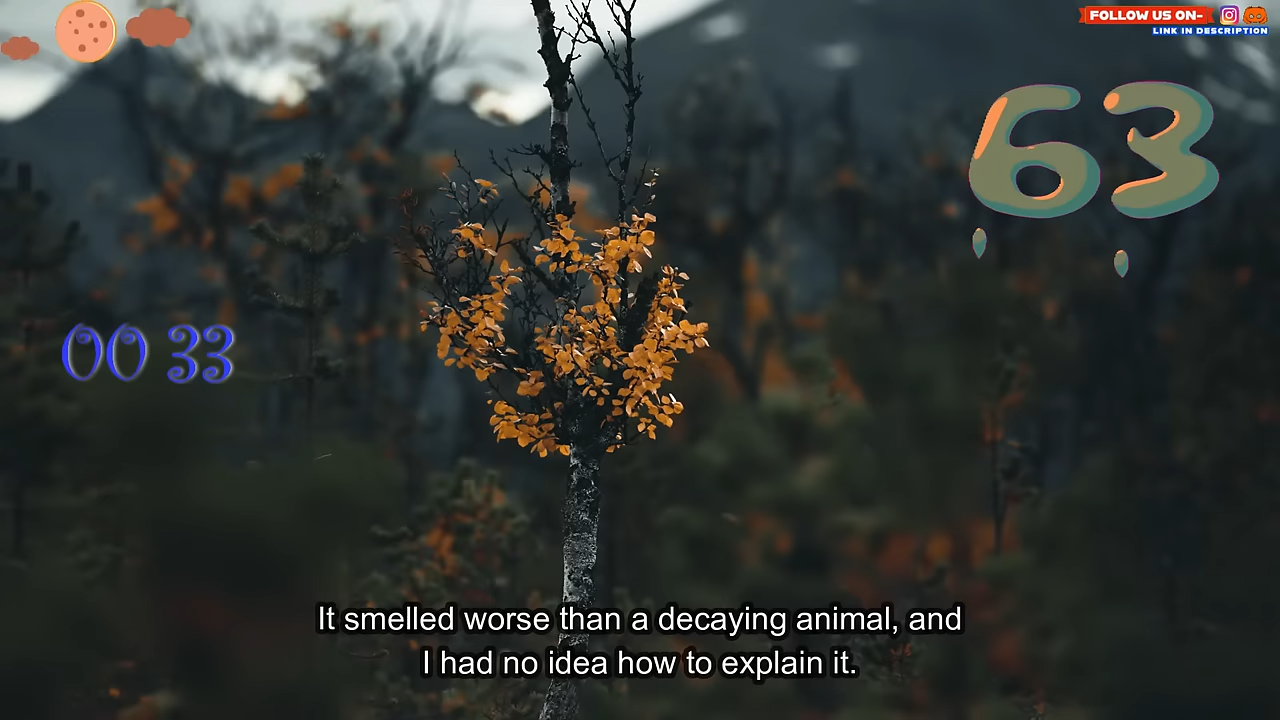 FOLLOW US ON-
LINK IN DESCRIPTION
63
00 33
It smelled worse than a decaying animal, and
I had no idea how to explain it.